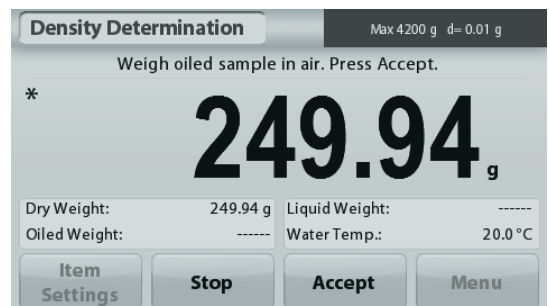 Density Determination
Max 4200 g d= 0.01 g
Weigh oiled sample in air. Press Accept.
*
249.94 g
Dry Weight: 249.94 g
Liquid Weight: ------
Oiled Weight: ------
Water Temp.: 20.0 °C
Item Settings
Stop
Accept
Menu